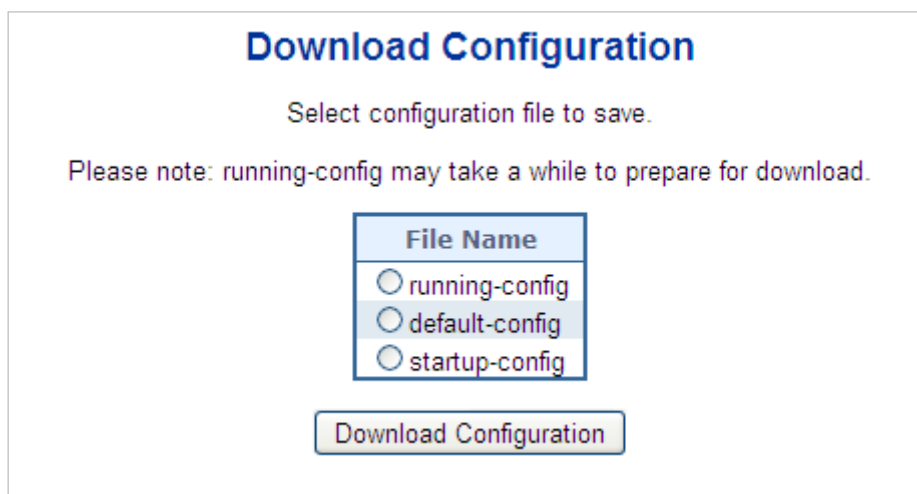 Download Configuration
Select configuration file to save.
Please note: running-config may take a while to prepare for download.
File Name
running-config
default-config
startup-config
Download Configuration